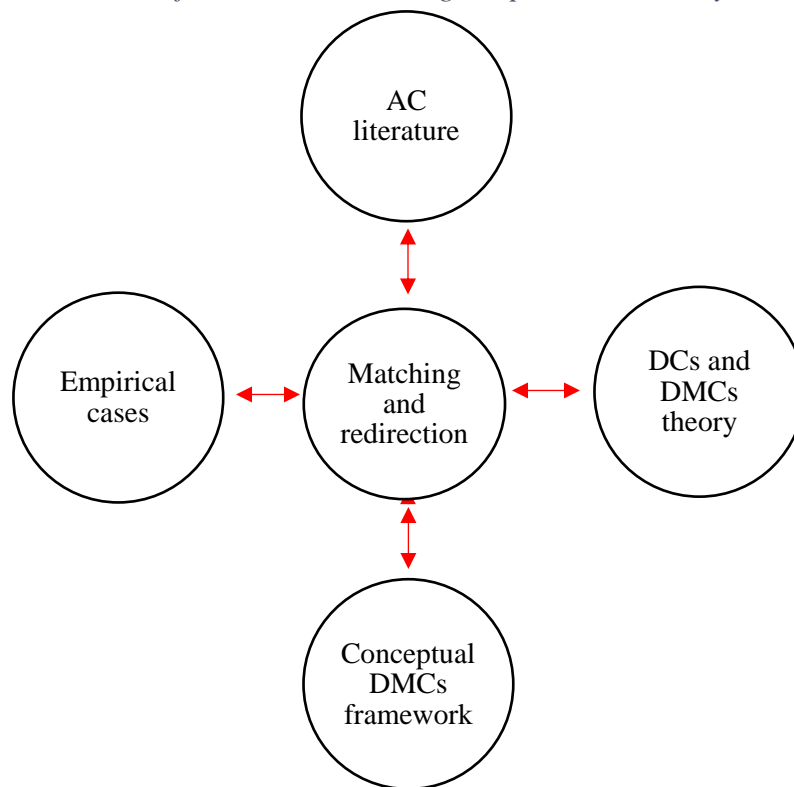 AC
literature
Empirical
cases
Matching
and
redirection
DCs and
DMCs
theory
Conceptual
DMCs
framework